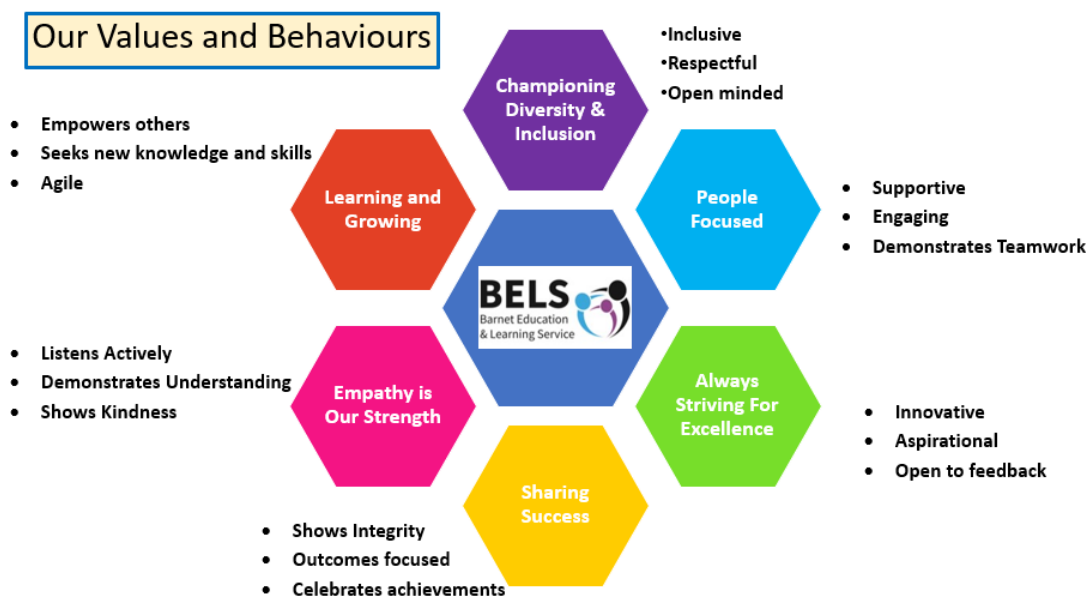 Our Values and Behaviours
Championing
Diversity &
Inclusion
•Inclusive
•Respectful
•Open minded
People
Focused
• Supportive
• Engaging
• Demonstrates Teamwork
Always
Striving For
Excellence
• Innovative
• Aspirational
• Open to feedback
Sharing
Success
• Shows Integrity
• Outcomes focused
• Celebrates achievements
Empathy is
Our Strength
• Listens Actively
• Demonstrates Understanding
• Shows Kindness
Learning and
Growing
• Empowers others
• Seeks new knowledge and skills
• Agile
BELS
Barnet Education
& Learning Service